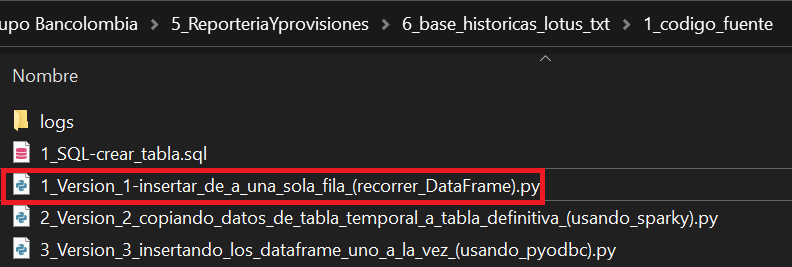 upo Bancolombia > 5_ReporteriaYprovisiones > 6_base_historicas_lotus_txt > 1_codigo_fuente
Nombre
logs
1_SQL-crear_tabla.sql
1_Version_1-insertar_de_a_una_sola_fila_(recorrer_DataFrame).py
2_Version_2_copiando_datos_de_tabla_temporal_a_tabla_definitiva_(usando_sparky).py
3_Version_3_insertando_los_dataframe_uno_a_la_vez_(usando_pyodbc).py